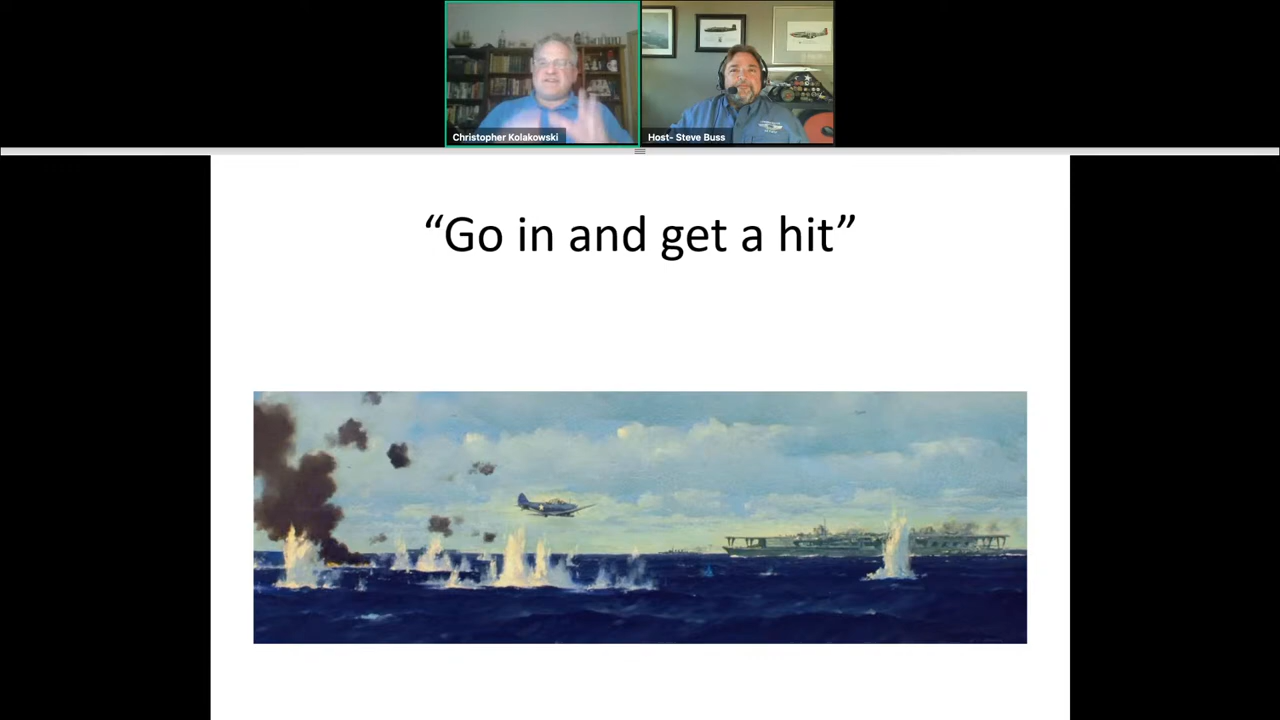 Christopher Kolakowski
Host- Steve Buss
“Go in and get a hit”